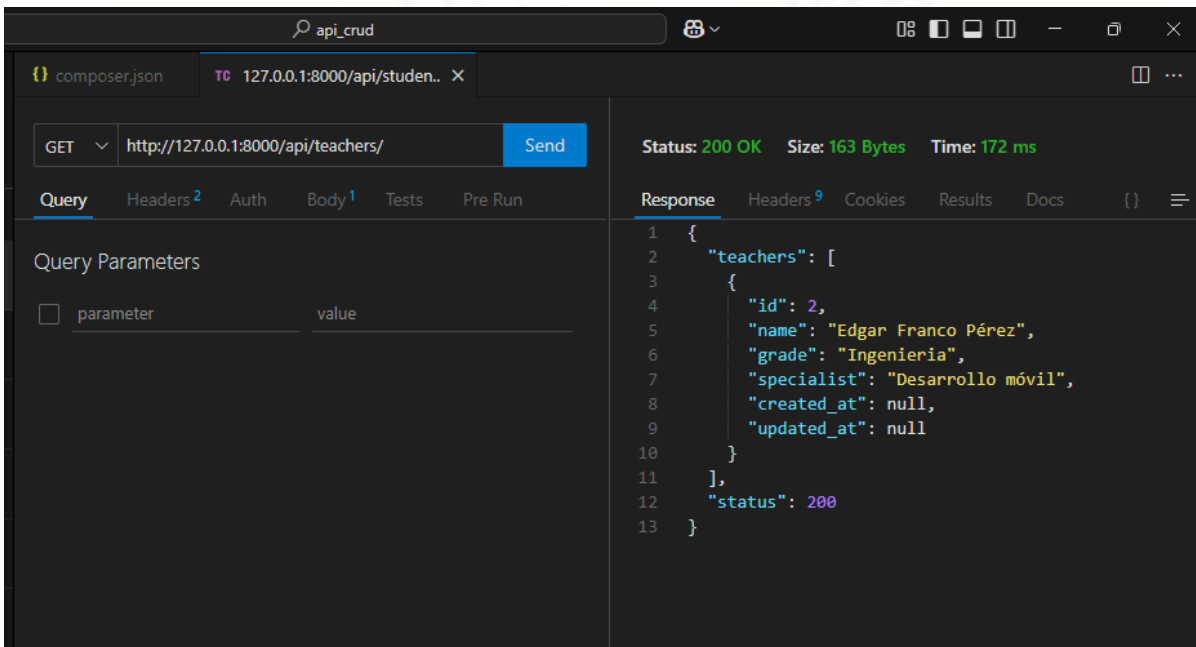 api_crud
{} composer.json
TC 127.0.0.1:8000/api/studen..
GET http://127.0.0.1:8000/api/teachers/ Send
Query Headers 2 Auth Body 1 Tests Pre Run
Query Parameters
parameter value
Status: 200 OK Size: 163 Bytes Time: 172 ms
Response Headers 9 Cookies Results Docs {}
1 {
2 "teachers": [
3 {
4 "id": 2,
5 "name": "Edgar Franco Pérez",
6 "grade": "Ingenieria",
7 "specialist": "Desarrollo móvil",
8 "created_at": null,
9 "updated_at": null
10 }
11 ],
12 "status": 200
13 }